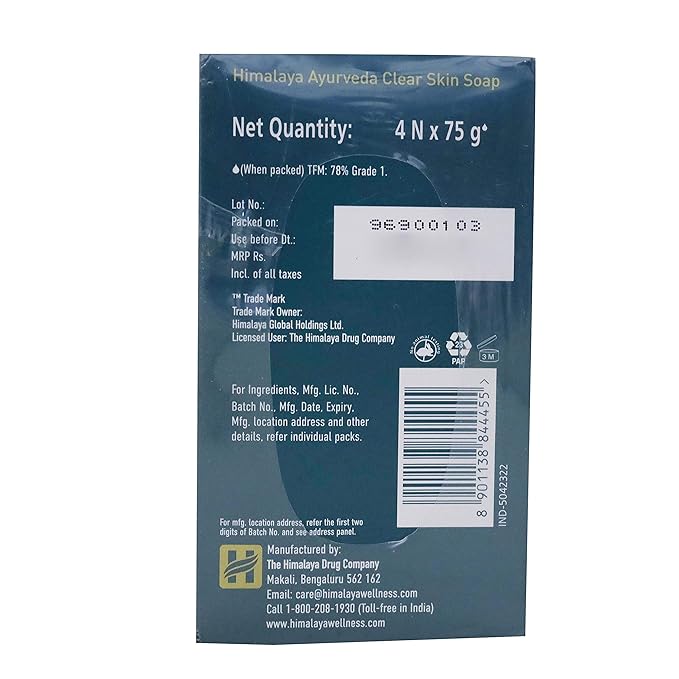 Himalaya Ayurveda Clear Skin Soap
Net Quantity: 4 N x 75 g
(When packed) TFM: 78% Grade 1.
Lot No.:
Packed on:
Use before Dt.:
MRP Rs.
Incl. of all taxes
96900103
™ Trade Mark
Trade Mark Owner:
Himalaya Global Holdings Ltd.
Licensed User: The Himalaya Drug Company
No Animal Testing
21
PAP
3 M
For Ingredients, Mfg. Lic. No.,
Batch No., Mfg. Date, Expiry,
Mfg. location address and other
details, refer individual packs.
8 901138 844455 >
IND-5042322
For mfg. location address, refer the first two
digits of Batch No. and see address panel.
Manufactured by:
The Himalaya Drug Company
Makali, Bengaluru 562 162
Email: care@himalayawellness.com
Call 1-800-208-1930 (Toll-free in India)
www.himalayawellness.com